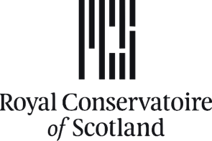 Royal Conservatoire
of Scotland